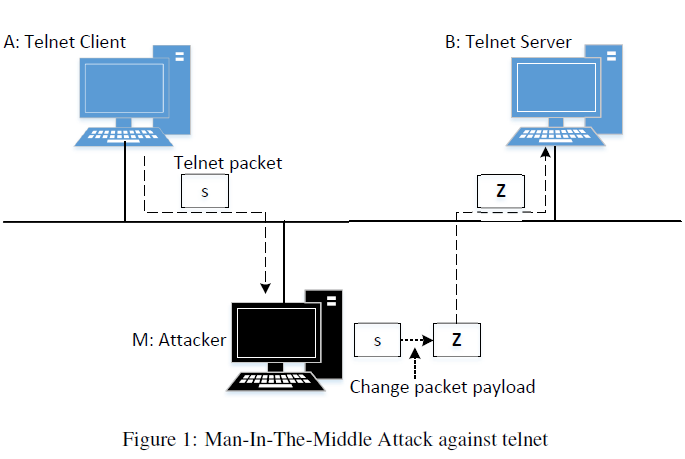 A: Telnet Client
B: Telnet Server
Telnet packet
s
Z
M: Attacker
s
Z
Change packet payload
Figure 1: Man-In-The-Middle Attack against telnet